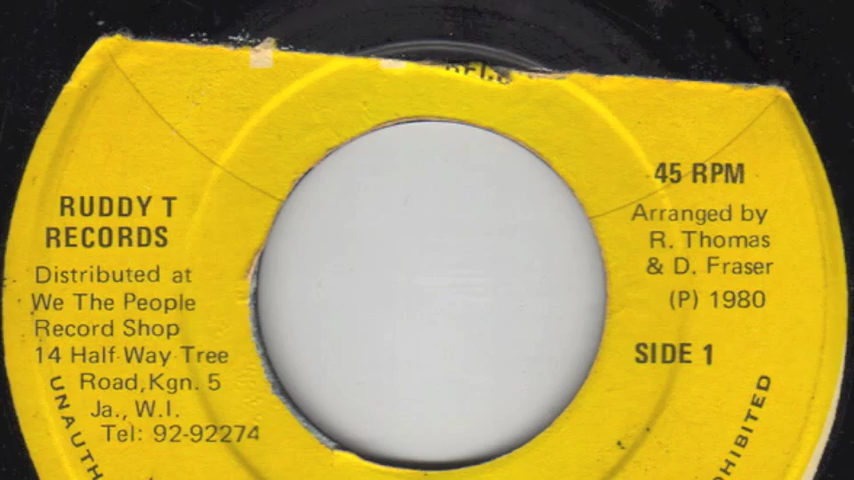 RUDDY T
RECORDS
Distributed at
We The People
Record Shop
14 Half-Way Tree
Road, Kgn. 5
Ja., W.I.
Tel: 92-92274
45 RPM
Arranged by
R. Thomas
& D. Fraser
(P) 1980
SIDE 1